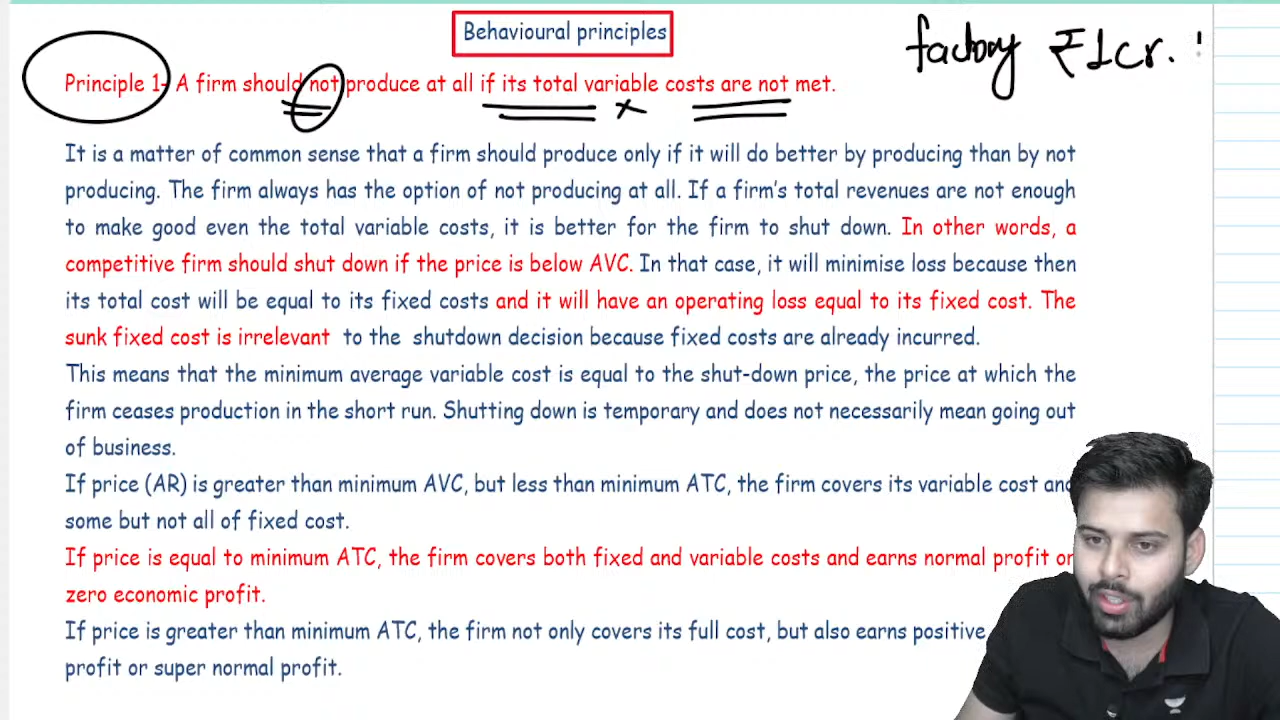 Behavioural principles
factory ₹1cr.
Principle 1- A firm should not produce at all if its total variable costs are not met.
It is a matter of common sense that a firm should produce only if it will do better by producing than by not
producing. The firm always has the option of not producing at all. If a firm's total revenues are not enough
to make good even the total variable costs, it is better for the firm to shut down. In other words, a
competitive firm should shut down if the price is below AVC. In that case, it will minimise loss because then
its total cost will be equal to its fixed costs and it will have an operating loss equal to its fixed cost. The
sunk fixed cost is irrelevant to the shutdown decision because fixed costs are already incurred.
This means that the minimum average variable cost is equal to the shut-down price, the price at which the
firm ceases production in the short run. Shutting down is temporary and does not necessarily mean going out
of business.
If price (AR) is greater than minimum AVC, but less than minimum ATC, the firm covers its variable cost and
some but not all of fixed cost.
If price is equal to minimum ATC, the firm covers both fixed and variable costs and earns normal profit or
zero economic profit.
If price is greater than minimum ATC, the firm not only covers its full cost, but also earns positive
profit or super normal profit.